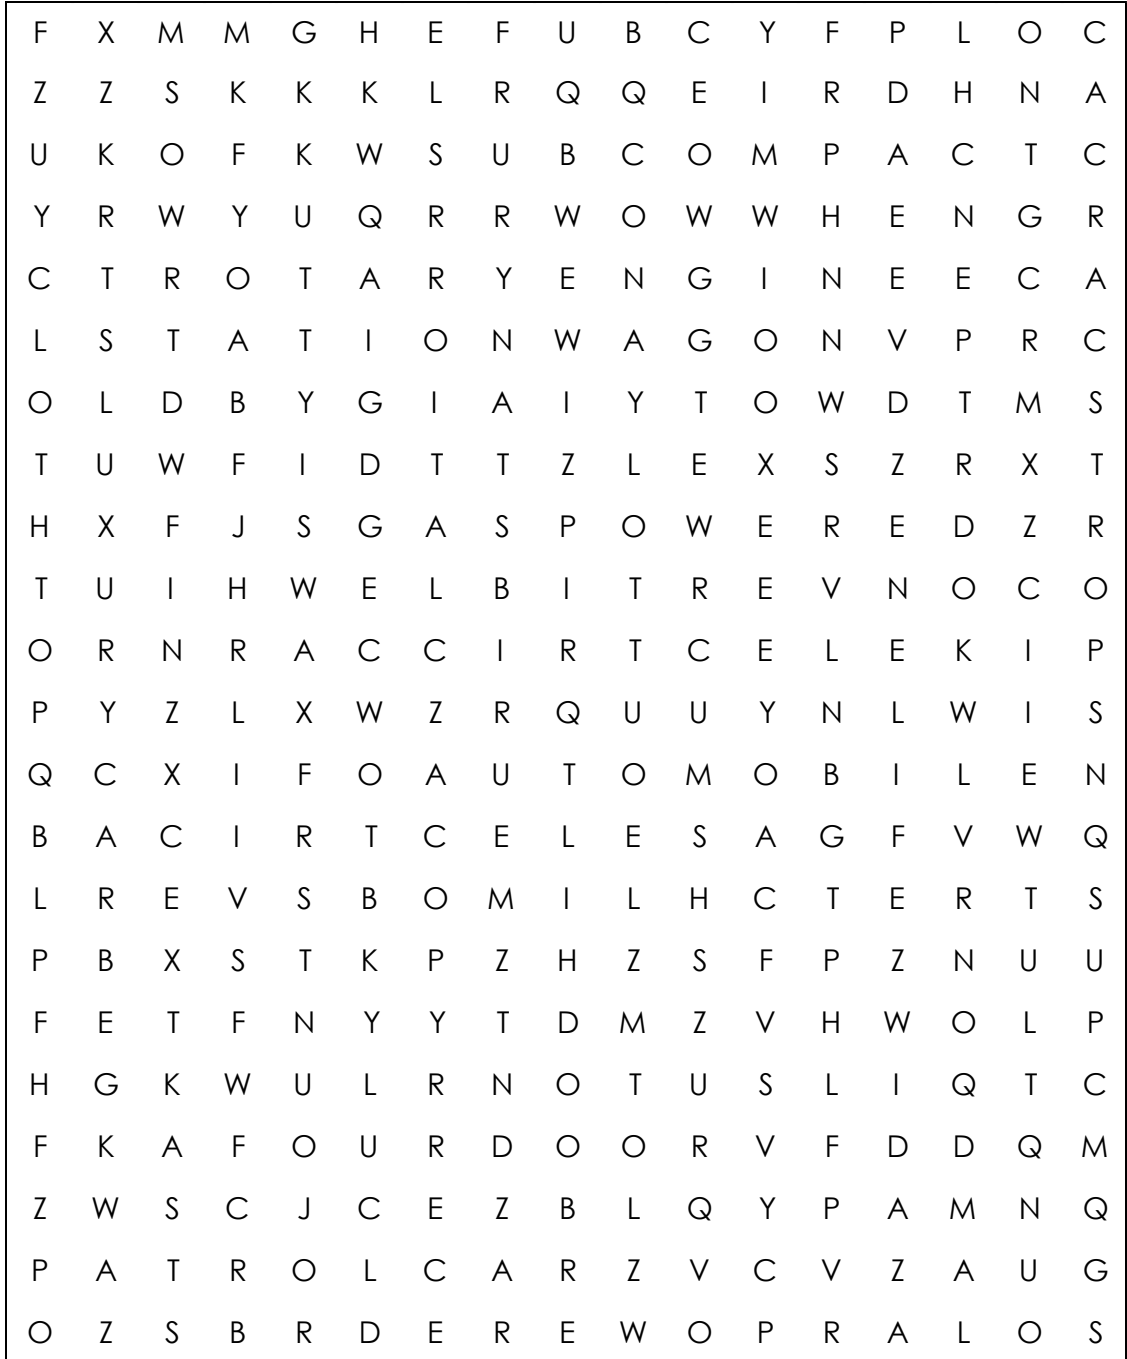 F X M M G H E F U B C Y F P L O C
Z Z S K K K L R Q Q E I R D H N A
U K O F K W S U B C O M P A C T C
Y R W Y U Q R R W O W W H E N G R
C T R O T A R Y E N G I N E E C A
L S T A T I O N W A G O N V P R C
O L D B Y G I A I Y T O W D T M S
T U W F I D T T Z L E X S Z R X T
H X F J S G A S P O W E R E D Z R
T U I H W E L B I T R E V N O C O
O R N R A C C I R T C E L E K I P
P Y Z L X W Z R Q U U Y N L W I S
Q C X I F O A U T O M O B I L E N
B A C I R T C E L E S A G F V W Q
L R E V S B O M I L H C T E R T S
P B X S T K P Z H Z S F P Z N U U
F E T F N Y Y T D M Z V H W O L P
H G K W U L R N O T U S L I Q T C
F K A F O U R D O O R V F D D Q M
Z W S C J C E Z B L Q Y P A M N Q
P A T R O L C A R Z V C V Z A U G
O Z S B R D E R E W O P R A L O S